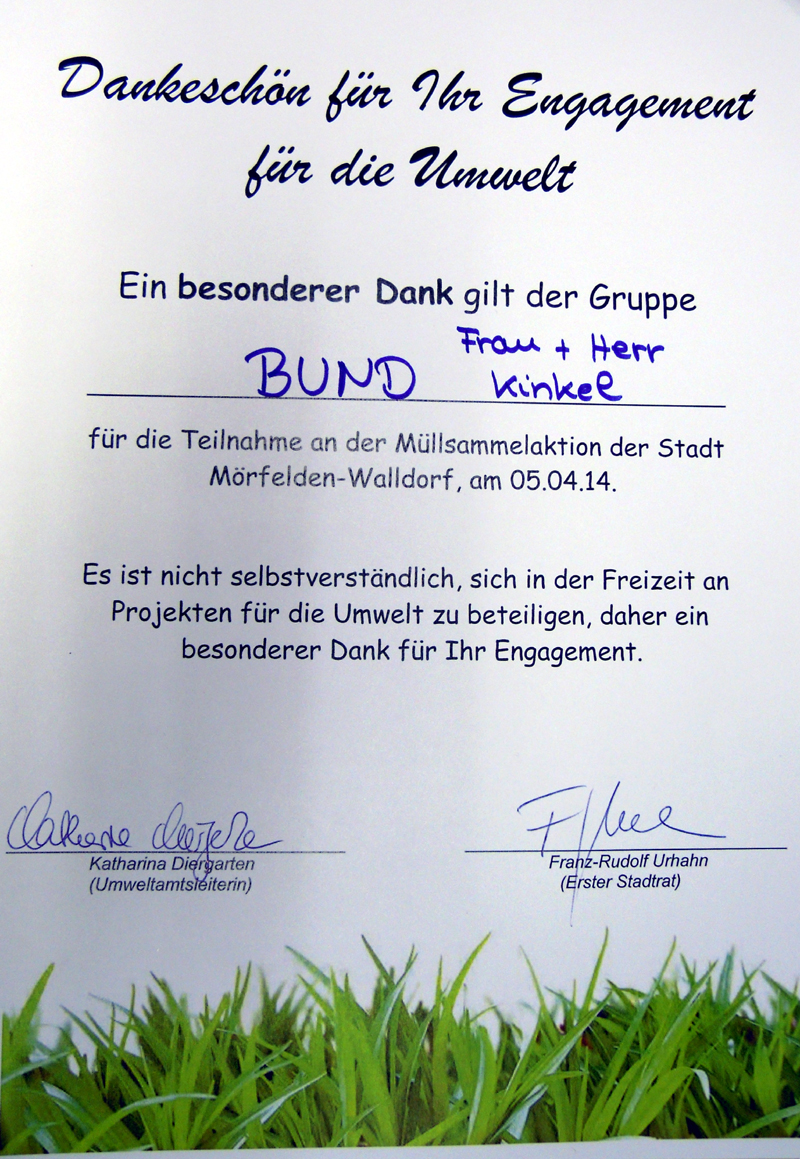 Dankeschön für Ihr Engagement
für die Umwelt
Ein besonderer Dank gilt der Gruppe
BUND Frau + Herr
Kinkel
für die Teilnahme an der Müllsammelaktion der Stadt
Mörfelden-Walldorf, am 05.04.14.
Es ist nicht selbstverständlich, sich in der Freizeit an
Projekten für die Umwelt zu beteiligen, daher ein
besonderer Dank für Ihr Engagement.
Katharina Diergarten
(Umweltamtsleiterin)
Franz-Rudolf Urhahn
(Erster Stadtrat)